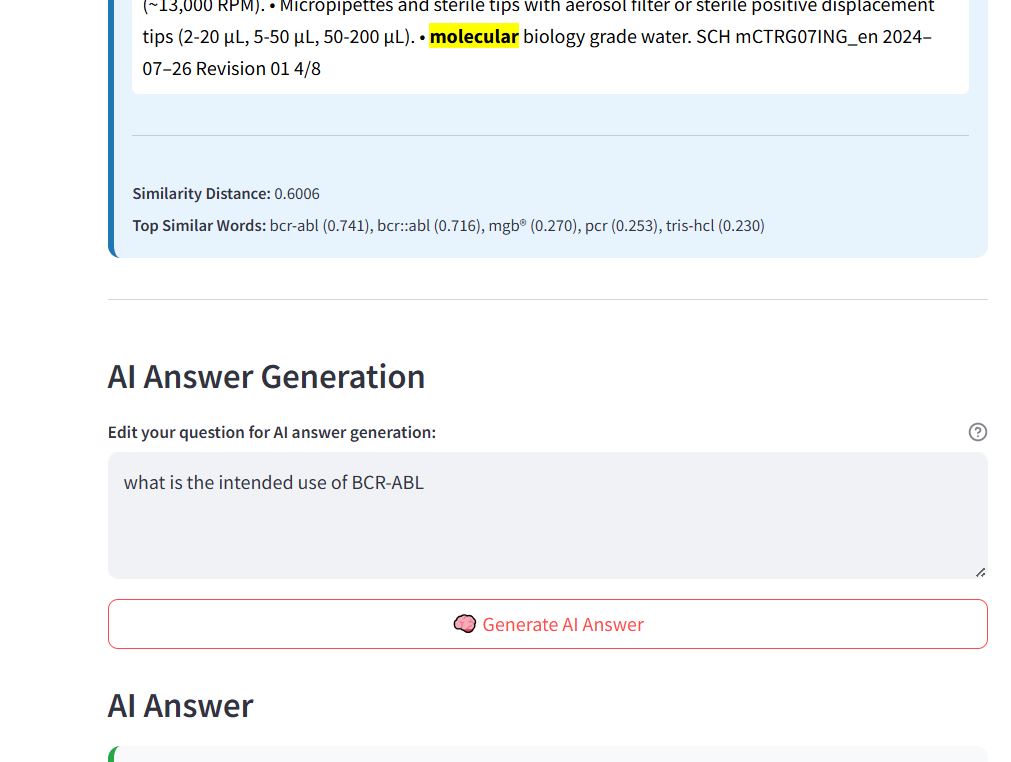 (~13,000 RPM). • Micropipettes and sterile tips with aerosol filter or sterile positive displacement
tips (2-20 µL, 5-50 µL, 50-200 µL). • molecular biology grade water. SCH mCTRG07ING_en 2024–
07–26 Revision 01 4/8
Similarity Distance: 0.6006
Top Similar Words: bcr-abl (0.741), bcr::abl (0.716), mgb® (0.270), pcr (0.253), tris-hcl (0.230)
AI Answer Generation
Edit your question for AI answer generation:
what is the intended use of BCR-ABL
🧠 Generate AI Answer
AI Answer